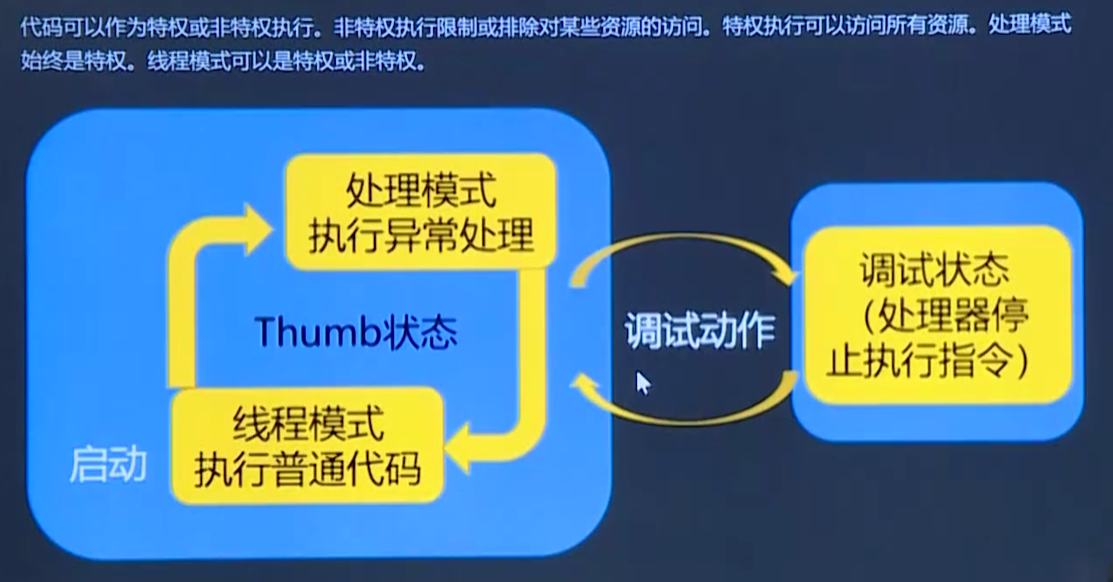 代码可以作为特权或非特权执行。非特权执行限制或排除对某些资源的访问。特权执行可以访问所有资源。处理模式
始终是特权。线程模式可以是特权或非特权。
处理模式
执行异常处理
Thumb状态
线程模式
执行普通代码
启动
调试动作
调试状态
（处理器停
止执行指令）